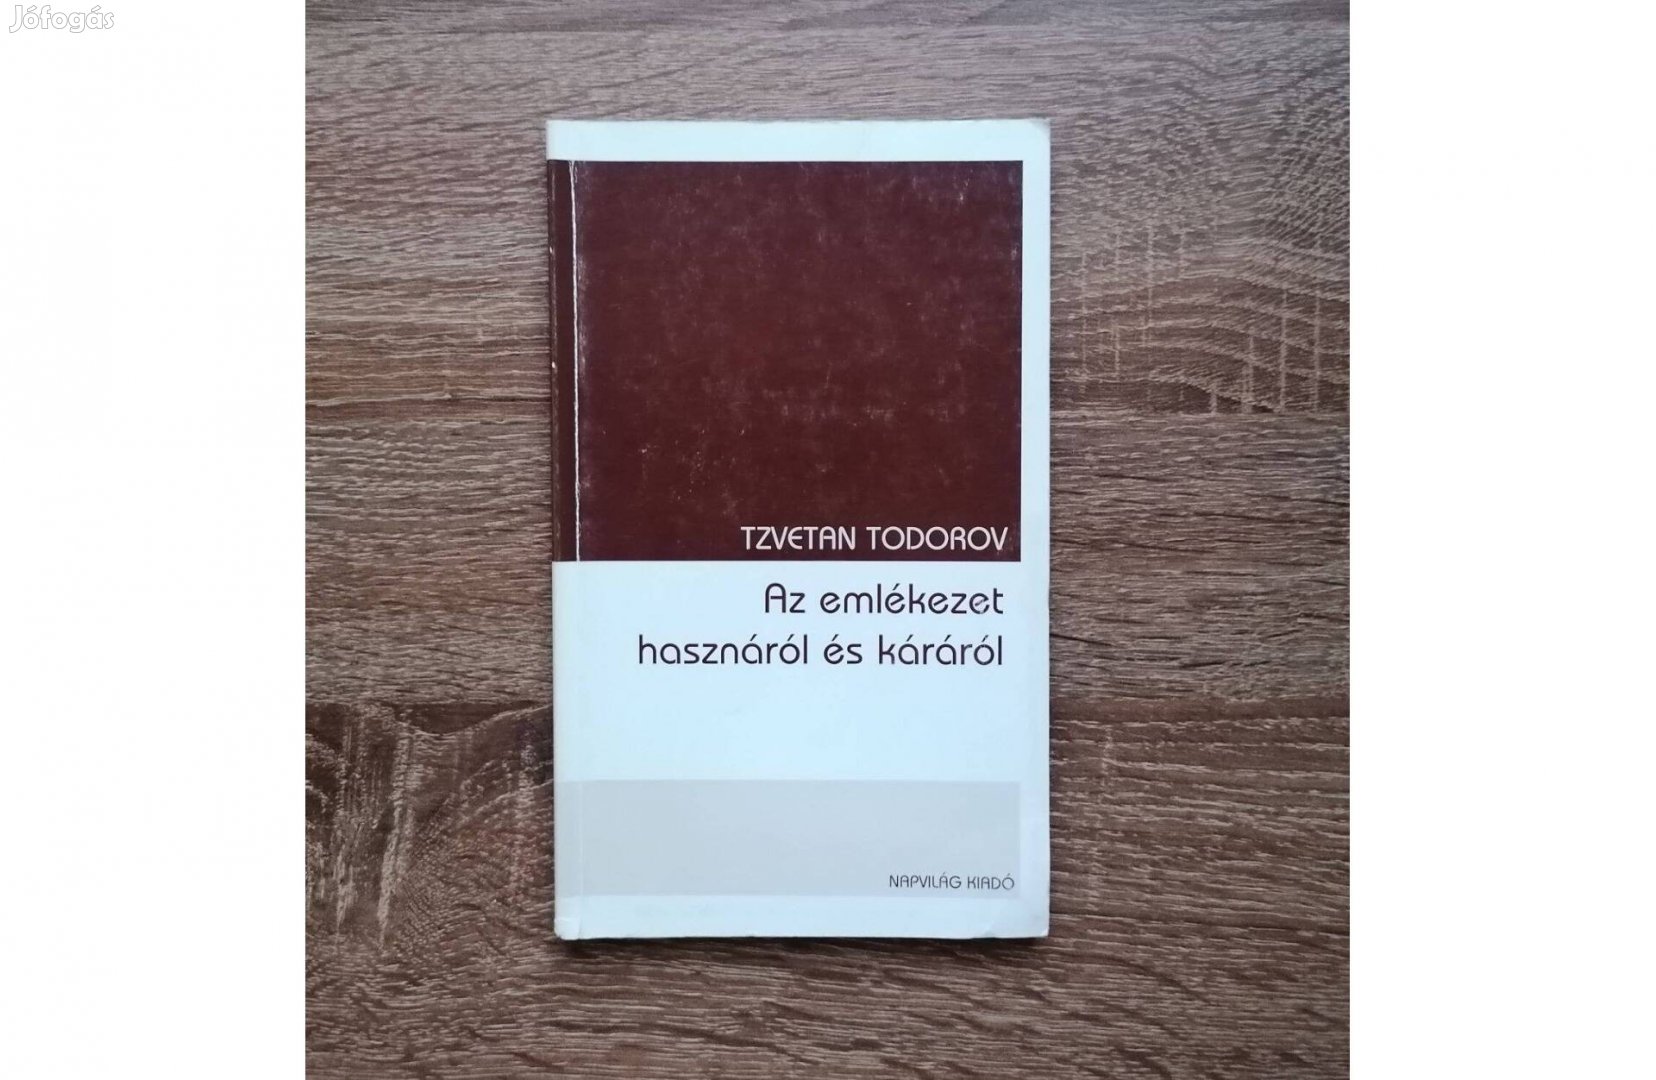 Jófogás
TZVETAN TODOROV
Az emlékezet
hasznáról és káráról
NAPVILÁG KIADÓ